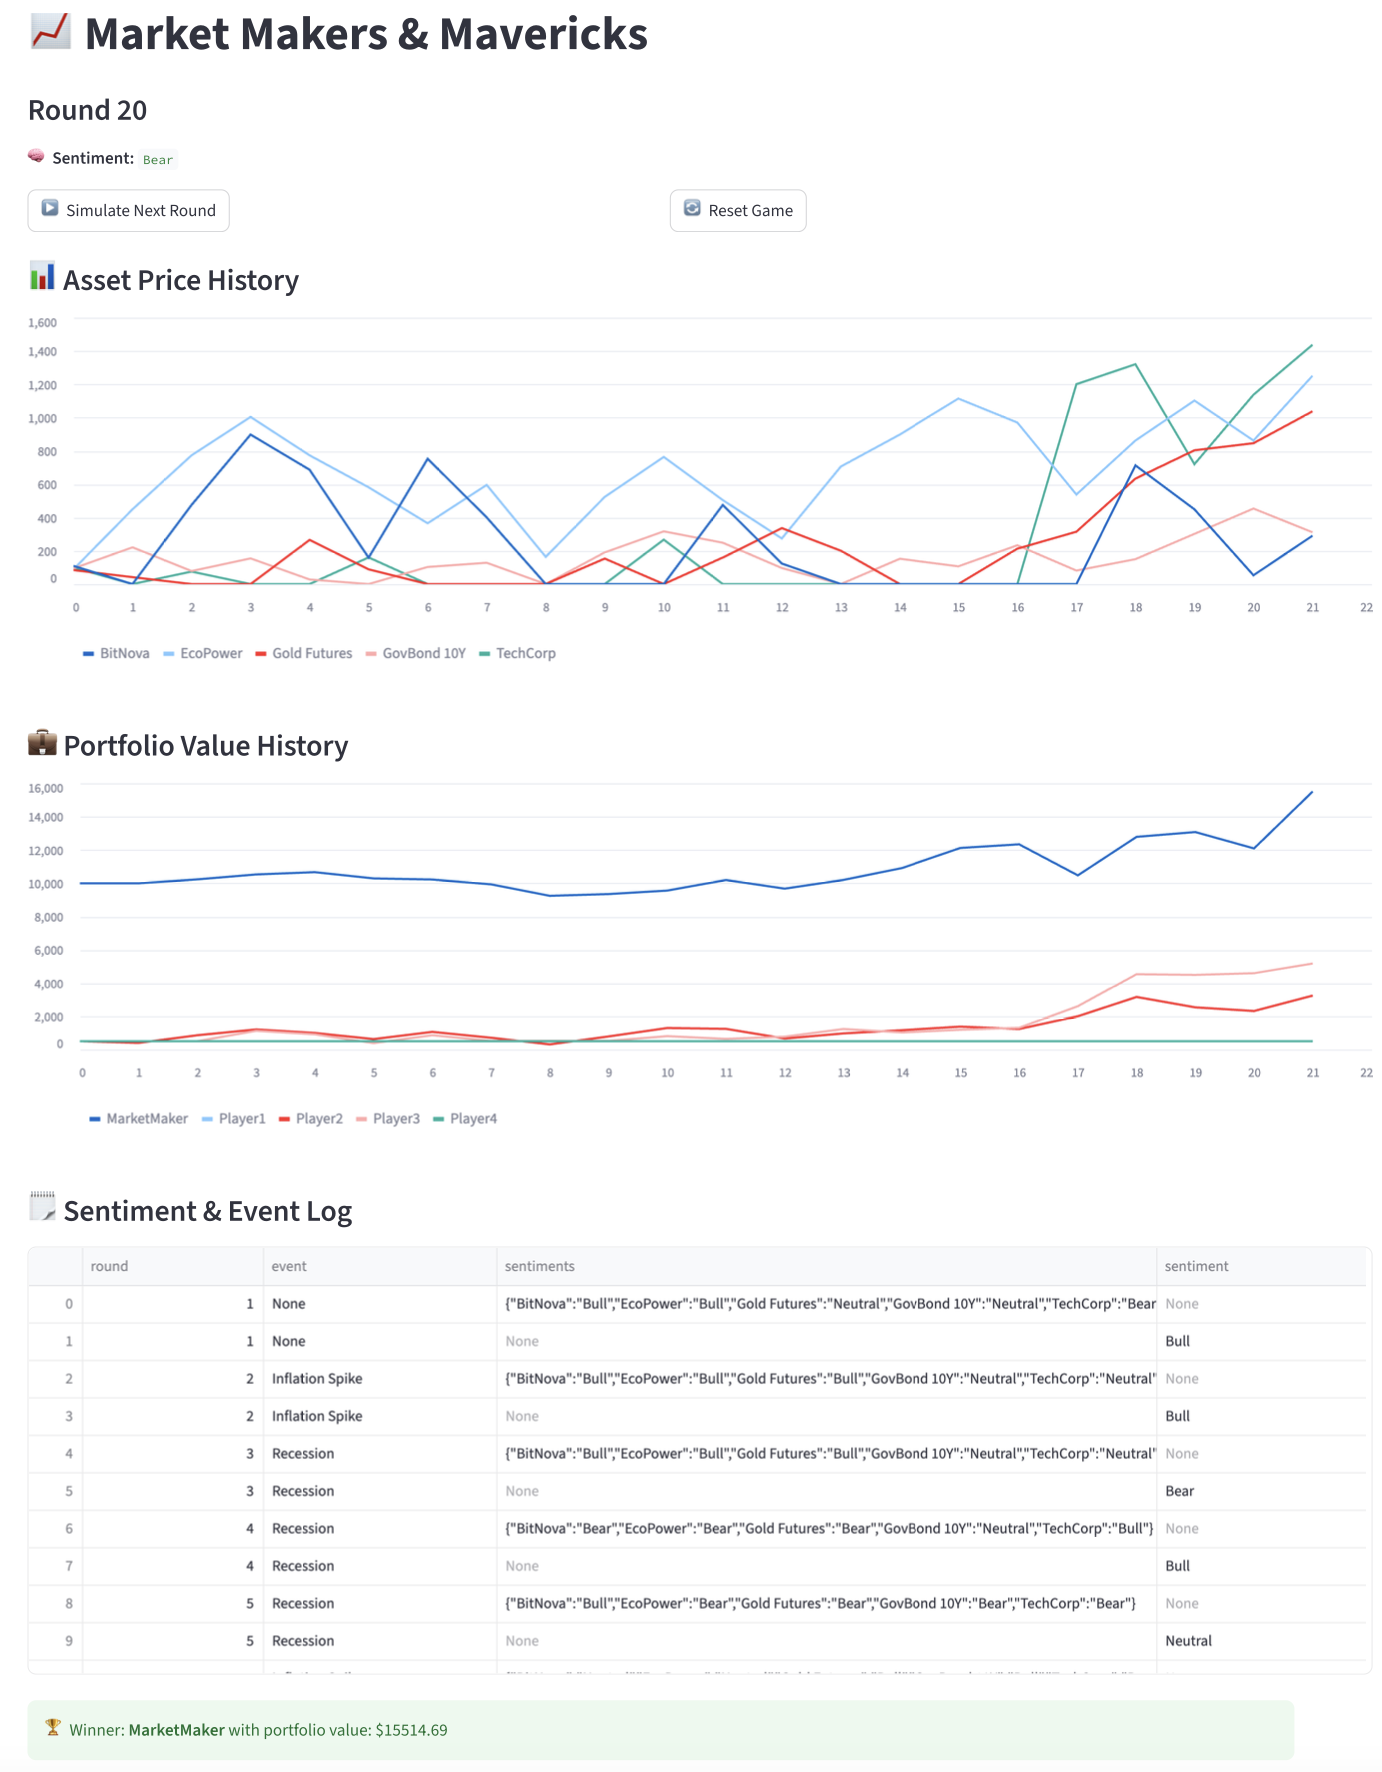 Market Makers & Mavericks
Round 20
Sentiment: Bear
Simulate Next Round
Reset Game
Asset Price History
1,600
1,400
1,200
1,000
800
600
400
200
0
0 1 2 3 4 5 6 7 8 9 10 11 12 13 14 15 16 17 18 19 20 21 22
BitNova EcoPower Gold Futures GovBond 10Y TechCorp
Portfolio Value History
16,000
14,000
12,000
10,000
8,000
6,000
4,000
2,000
0
0 1 2 3 4 5 6 7 8 9 10 11 12 13 14 15 16 17 18 19 20 21 22
MarketMaker Player1 Player2 Player3 Player4
Sentiment & Event Log
round event sentiments sentiment
0 1 None {"BitNova":"Bull","EcoPower":"Bull","Gold Futures":"Neutral","GovBond 10Y":"Neutral","TechCorp":"Bear None
1 1 None None Bull
2 2 Inflation Spike {"BitNova":"Bull","EcoPower":"Bull","Gold Futures":"Bull","GovBond 10Y":"Neutral","TechCorp":"Neutral" None
3 2 Inflation Spike None Bull
4 3 Recession {"BitNova":"Bull","EcoPower":"Bull","Gold Futures":"Bull","GovBond 10Y":"Neutral","TechCorp":"Neutral" None
5 3 Recession None Bear
6 4 Recession {"BitNova":"Bear","EcoPower":"Bear","Gold Futures":"Bear","GovBond 10Y":"Neutral","TechCorp":"Bull"} None
7 4 Recession None Bull
8 5 Recession {"BitNova":"Bull","EcoPower":"Bear","Gold Futures":"Bear","GovBond 10Y":"Bear","TechCorp":"Bear"} None
9 5 Recession None Neutral
Winner: MarketMaker with portfolio value: $15514.69